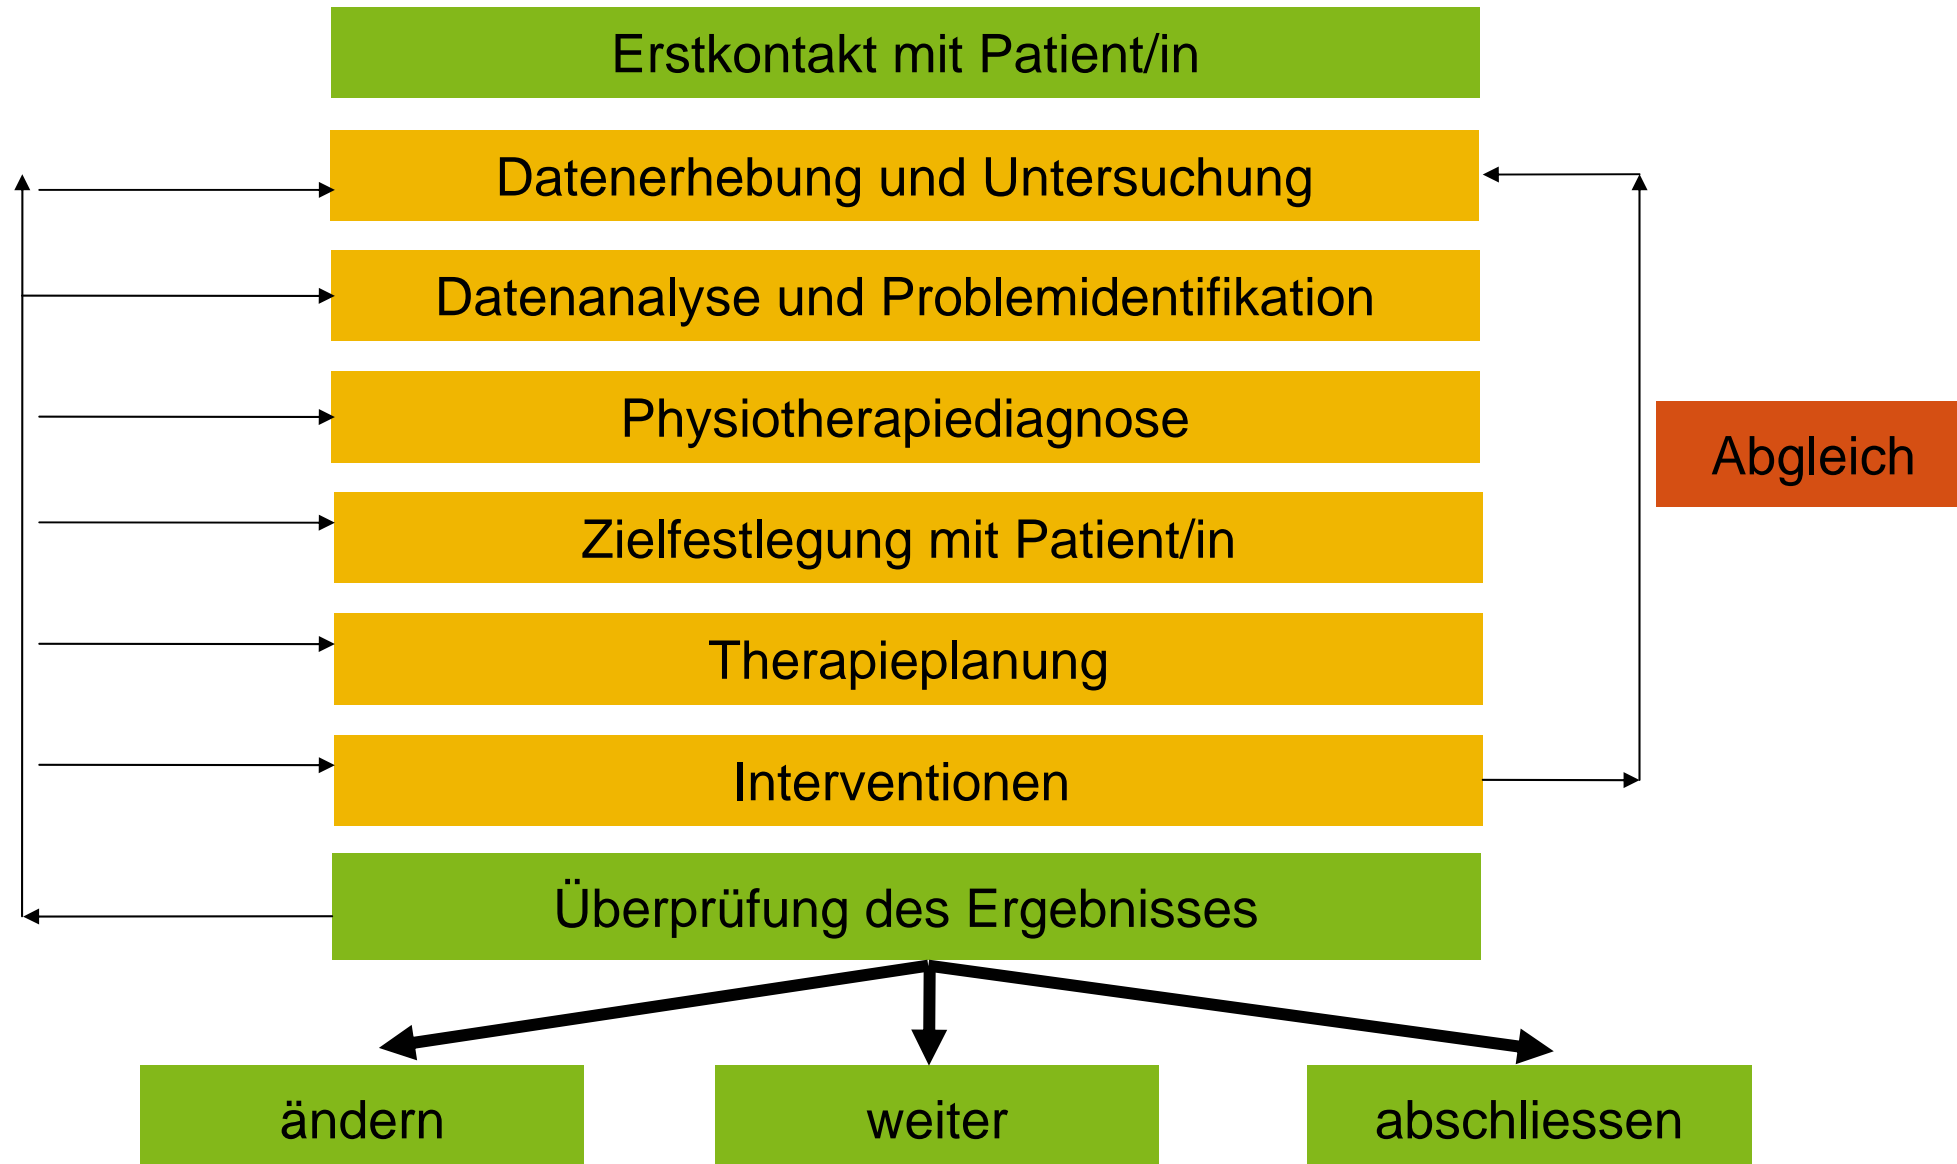 Erstkontakt mit Patient/in
Datenerhebung und Untersuchung
Datenanalyse und Problemidentifikation
Physiotherapiediagnose
Abgleich
Zielfestlegung mit Patient/in
Therapieplanung
Interventionen
Überprüfung des Ergebnisses
ändern
weiter
abschliessen